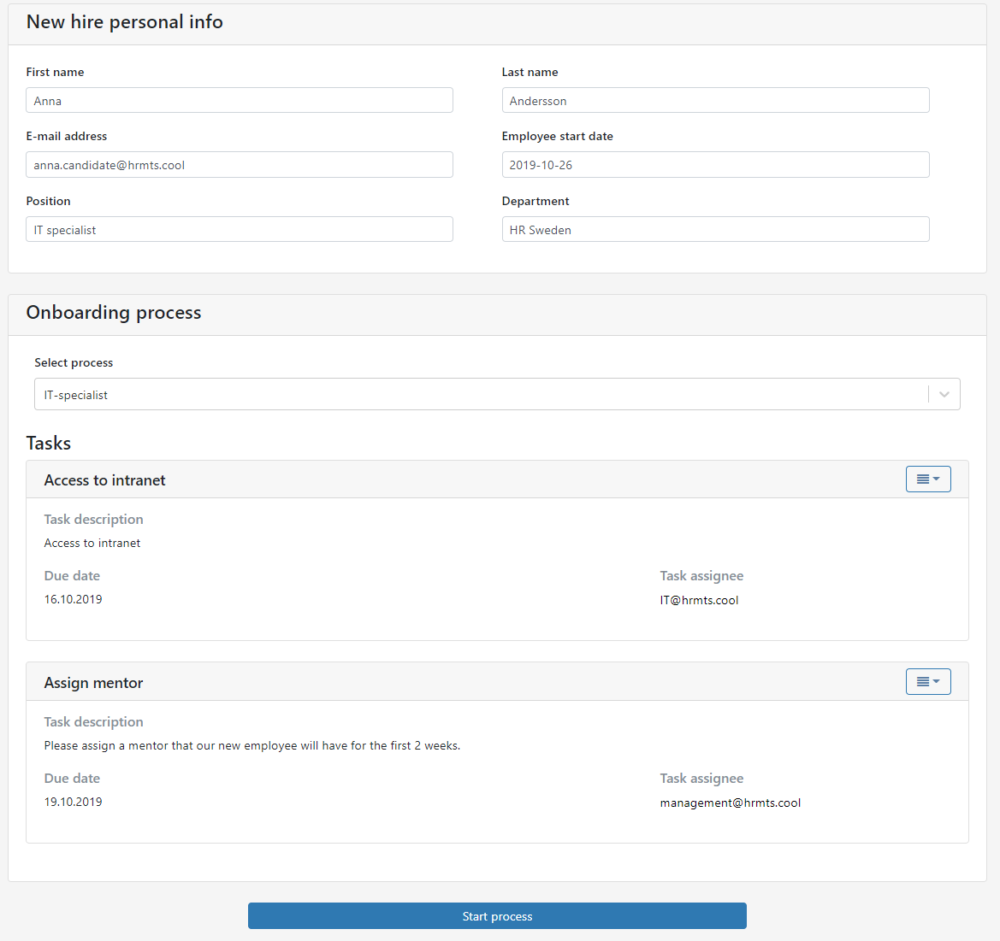 New hire personal info
First name
Last name
Anna
Andersson
E-mail address
Employee start date
anna.candidate@hrmts.cool
2019-10-26
Position
Department
IT specialist
HR Sweden
Onboarding process
Select process
IT-specialist
Tasks
Access to intranet
Task description
Access to intranet
Due date
Task assignee
16.10.2019
IT@hrmts.cool
Assign mentor
Task description
Please assign a mentor that our new employee will have for the first 2 weeks.
Due date
Task assignee
19.10.2019
management@hrmts.cool
Start process